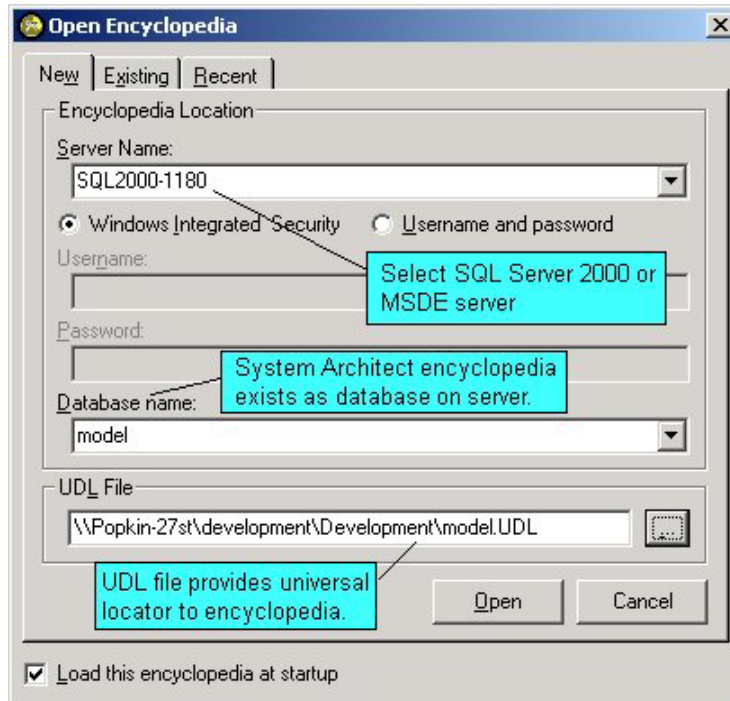 Open Encyclopedia
New Existing Recent
Encyclopedia Location
Server Name:
SQL2000-1180
Windows Integrated Security Username and password
Username:
Select SQL Server 2000 or
MSDE server
Password:
System Architect encyclopedia
exists as database on server.
Database name:
model
UDL File
\\Popkin-27st\development\Development\model.UDL
...
UDL file provides universal
locator to encyclopedia.
Open Cancel
Load this encyclopedia at startup